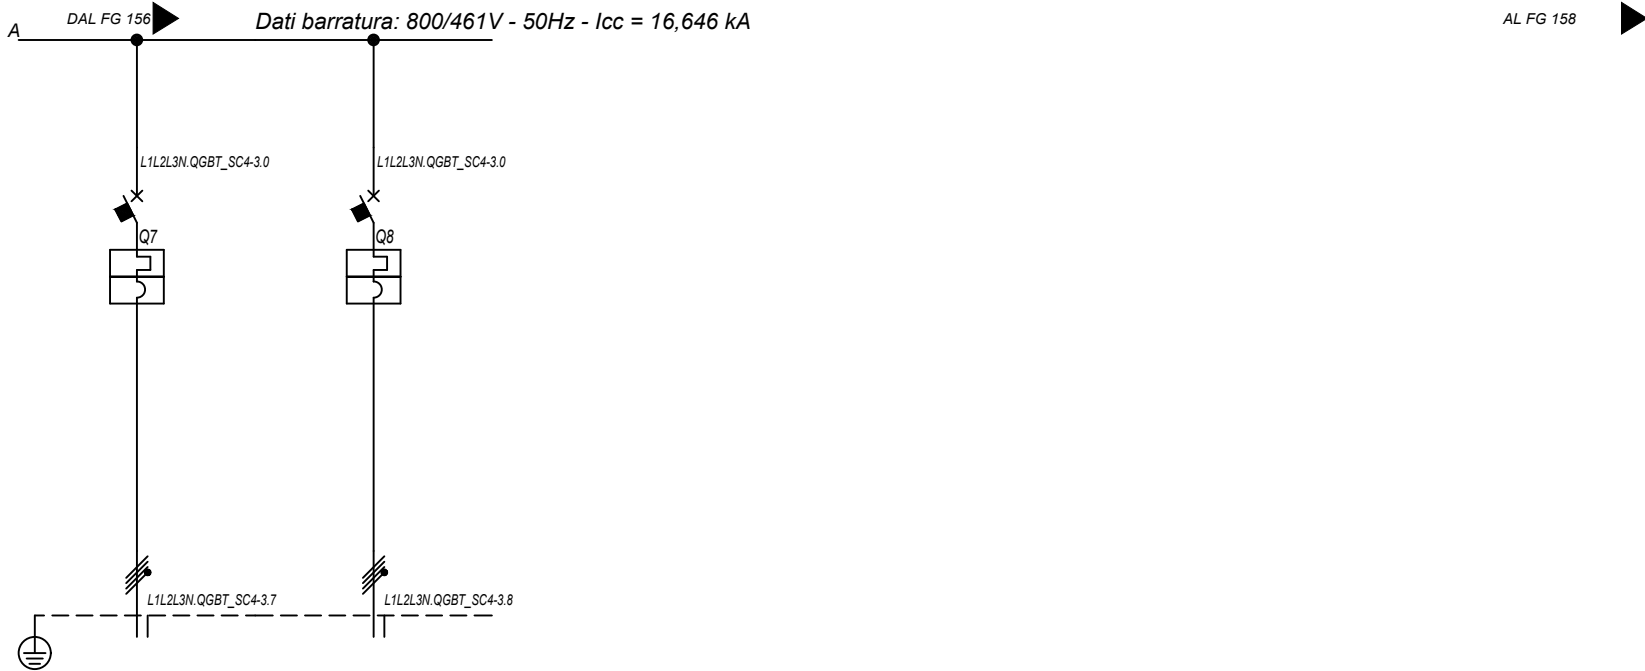 DAL FG 156
Dati barratura: 800/461V - 50Hz - Icc = 16,646 kA
AL FG 158
A
L1L2L3N.QGBT_SC4-3.0
L1L2L3N.QGBT_SC4-3.0
Q7
Q8
L1L2L3N.QGBT_SC4-3.7
L1L2L3N.QGBT_SC4-3.8